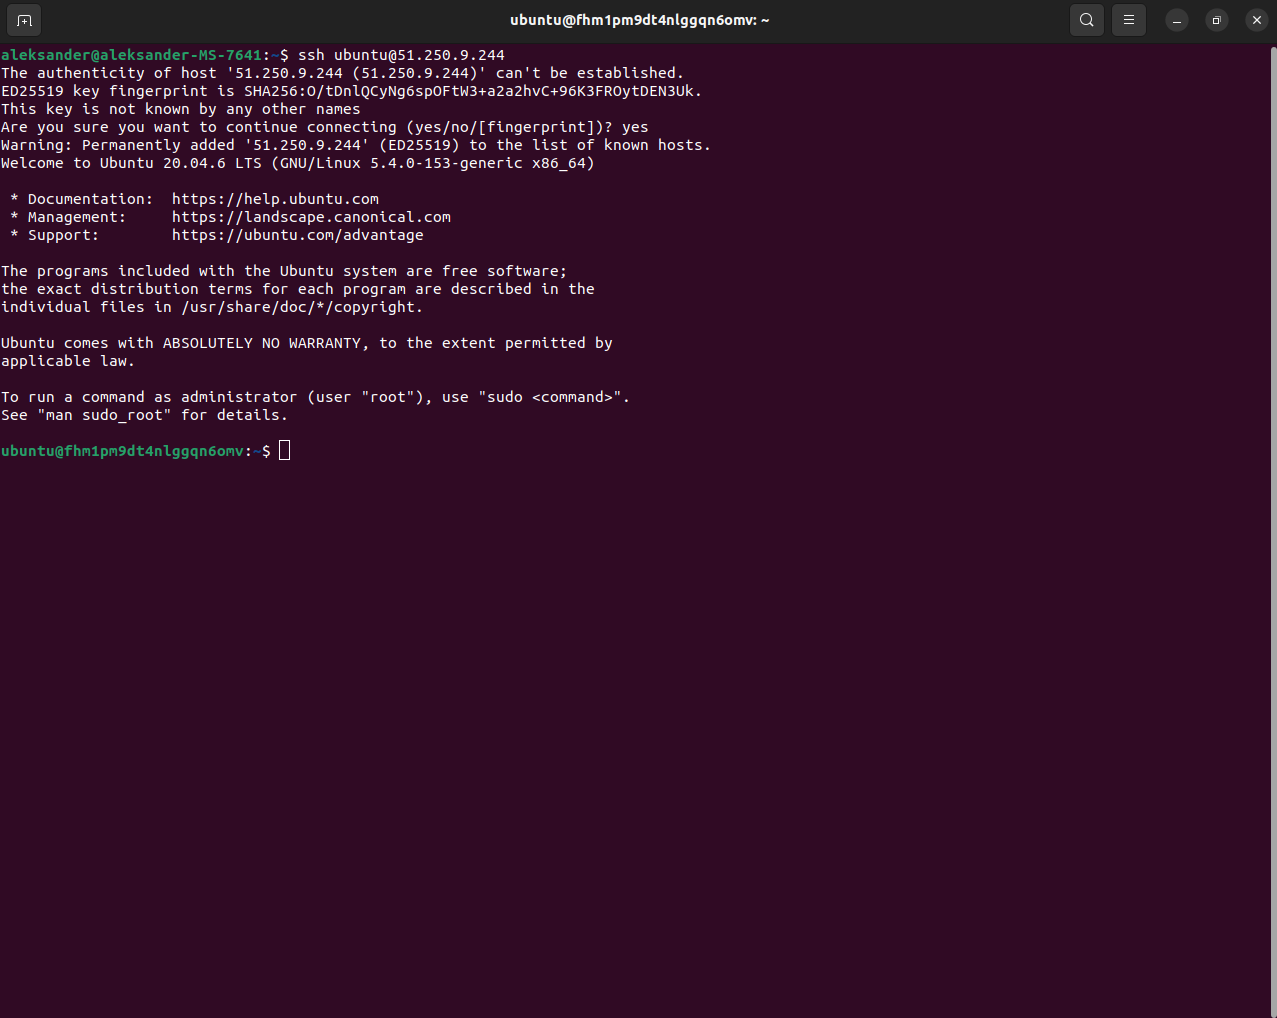 ubuntu@fhm1pm9dt4nlggqn6omv: ~
aleksander@aleksander-MS-7641:~$ ssh ubuntu@51.250.9.244
The authenticity of host '51.250.9.244 (51.250.9.244)' can't be established.
ED25519 key fingerprint is SHA256:O/tDnlQCyNg6spOFtW3+a2a2hvC+96K3FROytDEN3Uk.
This key is not known by any other names
Are you sure you want to continue connecting (yes/no/[fingerprint])? yes
Warning: Permanently added '51.250.9.244' (ED25519) to the list of known hosts.
Welcome to Ubuntu 20.04.6 LTS (GNU/Linux 5.4.0-153-generic x86_64)

 * Documentation:  https://help.ubuntu.com
 * Management:     https://landscape.canonical.com
 * Support:        https://ubuntu.com/advantage

The programs included with the Ubuntu system are free software;
the exact distribution terms for each program are described in the
individual files in /usr/share/doc/*/copyright.

Ubuntu comes with ABSOLUTELY NO WARRANTY, to the extent permitted by
applicable law.

To run a command as administrator (user "root"), use "sudo <command>".
See "man sudo_root" for details.

ubuntu@fhm1pm9dt4nlggqn6omv:~$